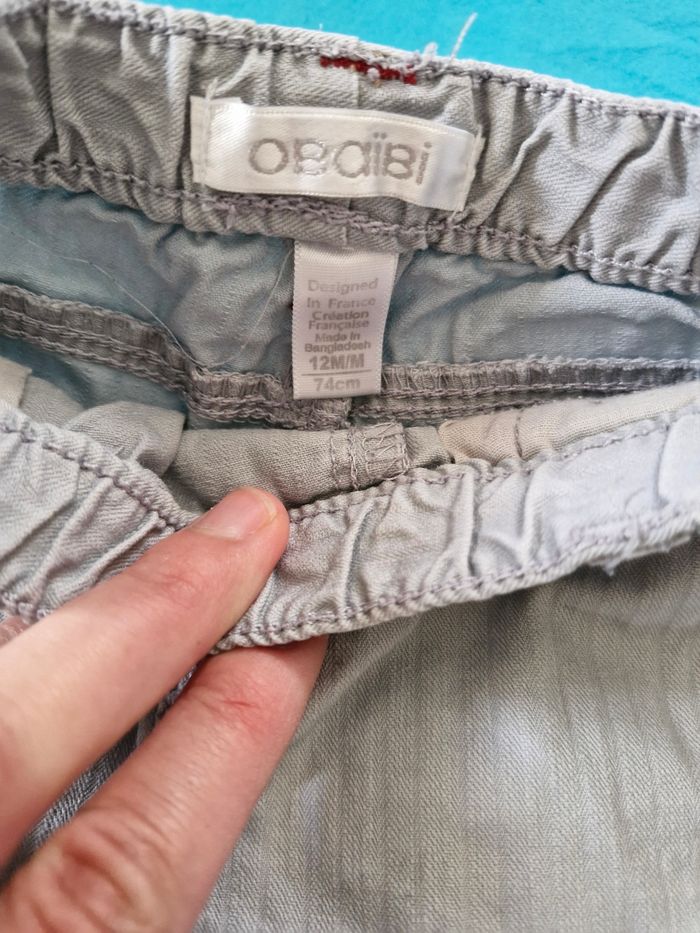 OBaïBi
Designed
In France
Création
Française
Made in
Bangladesh
12M/M
74cm